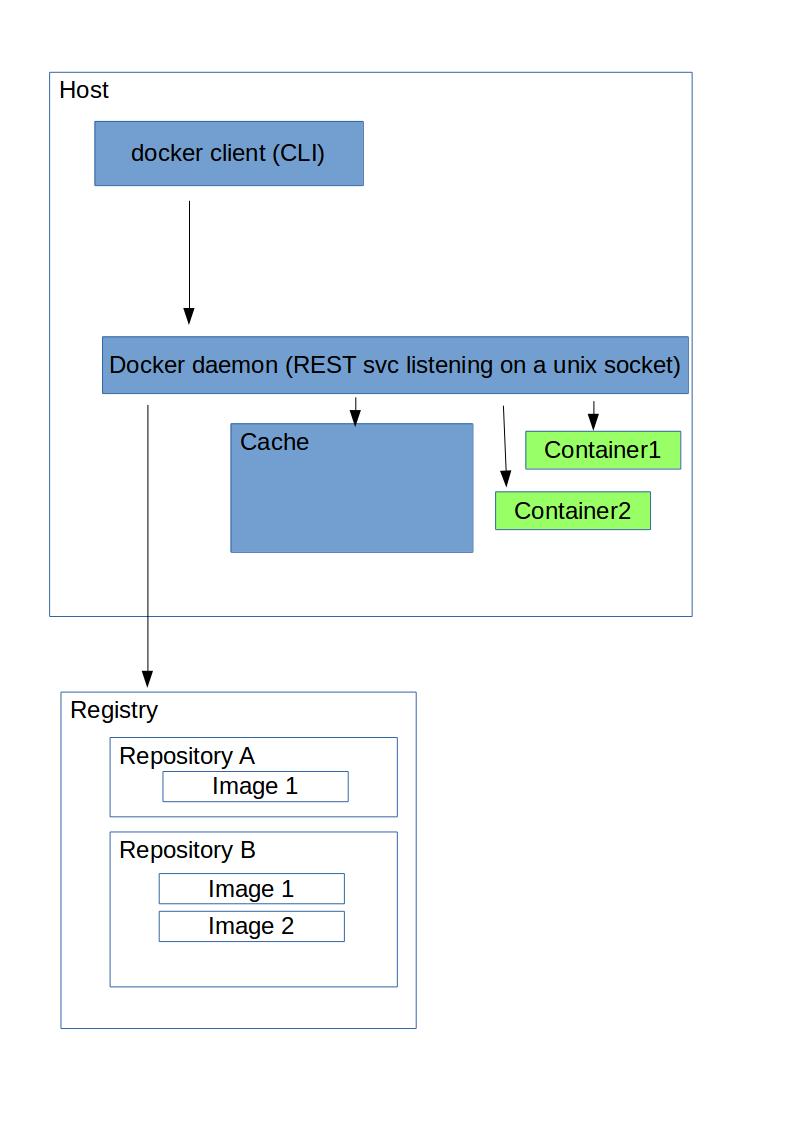 Host
docker client (CLI)
Docker daemon (REST svc listening on a unix socket)
Cache
Container1
Container2
Registry
Repository A
Image 1
Repository B
Image 1
Image 2